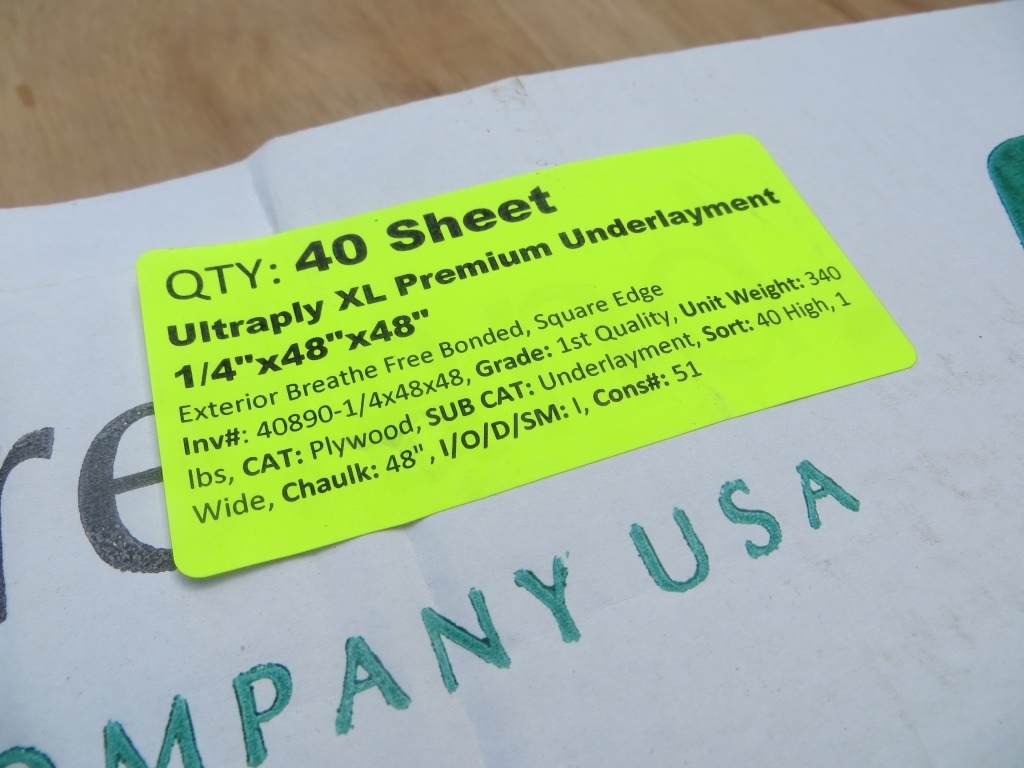 QTY: 40 Sheet
Ultraply XL Premium Underlayment
1/4"x48"x48"
Exterior Breathe Free Bonded, Square Edge
Inv#: 40890-1/4x48x48, Grade: 1st Quality, Unit Weight: 340
lbs, CAT: Plywood, SUB CAT: Underlayment, Sort: 40 High, 1
Wide, Chaulk: 48", I/O/D/SM: I, Cons#: 51
re
OMPANY USA